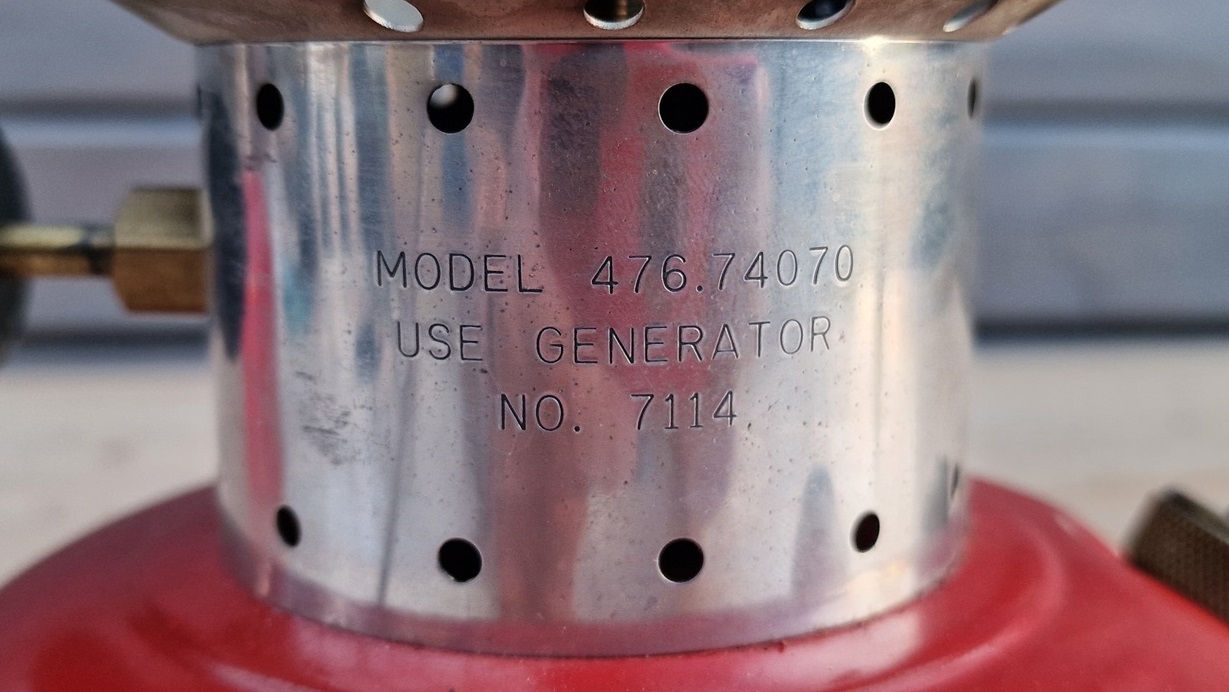 MODEL 476.74070
USE GENERATOR
NO. 7114